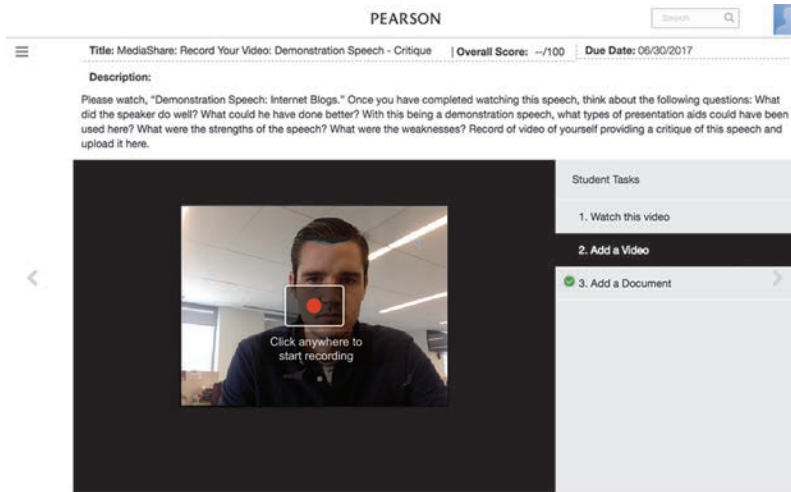 PEARSON
Search
Title: MediaShare: Record Your Video: Demonstration Speech - Critique | Overall Score: --/100 Due Date: 06/30/2017
Description:
Please watch, “Demonstration Speech: Internet Blogs.” Once you have completed watching this speech, think about the following questions: What
did the speaker do well? What could he have done better? With this being a demonstration speech, what types of presentation aids could have been
used here? What were the strengths of the speech? What were the weaknesses? Record of video of yourself providing a critique of this speech and
upload it here.
Student Tasks
1. Watch this video
2. Add a Video
3. Add a Document
Click anywhere to
start recording